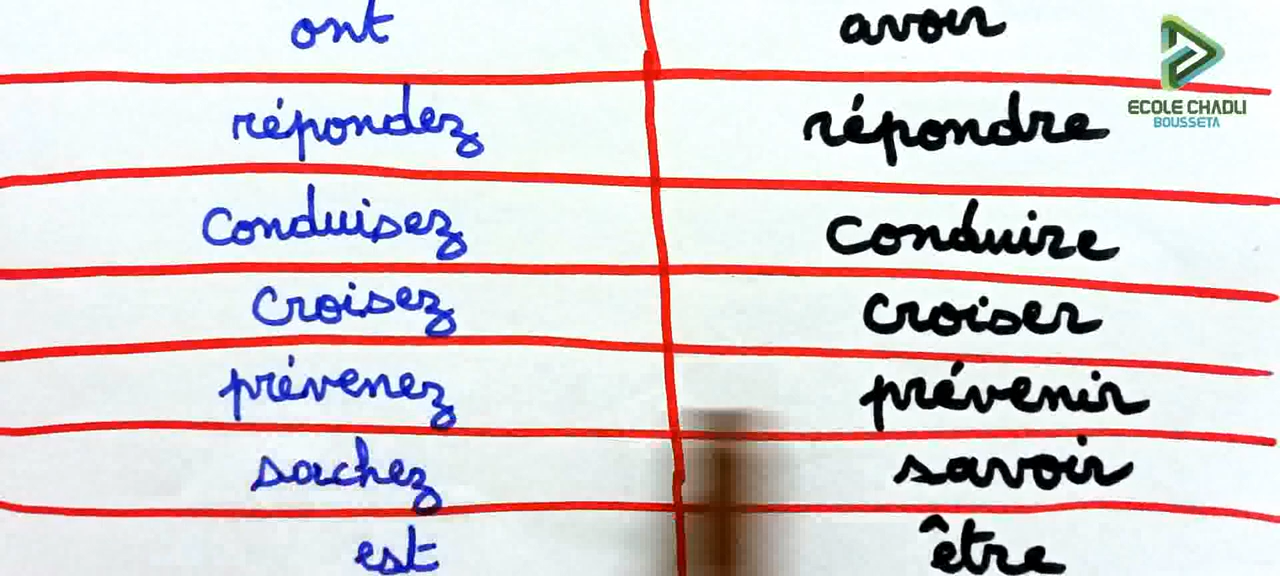 ont avoir
répondez répondre
Conduisez Conduire
Croisez Croiser
prévenez prévenir
sachez savoir
est être
ECOLE CHADLI
BOUSSETA